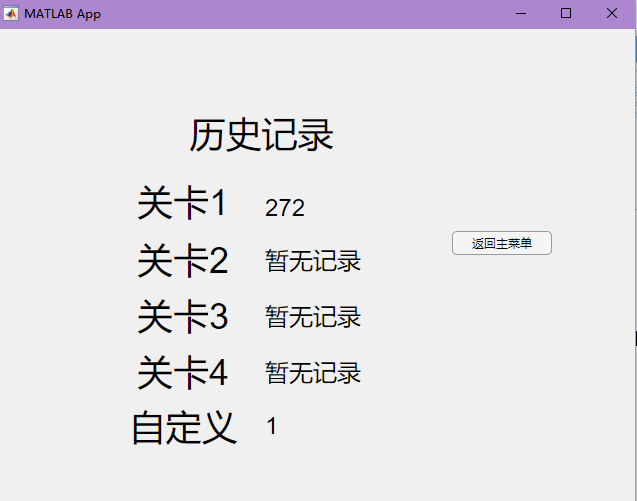 MATLAB App
历史记录
关卡1 272
返回主菜单
关卡2 暂无记录
关卡3 暂无记录
关卡4 暂无记录
自定义 1